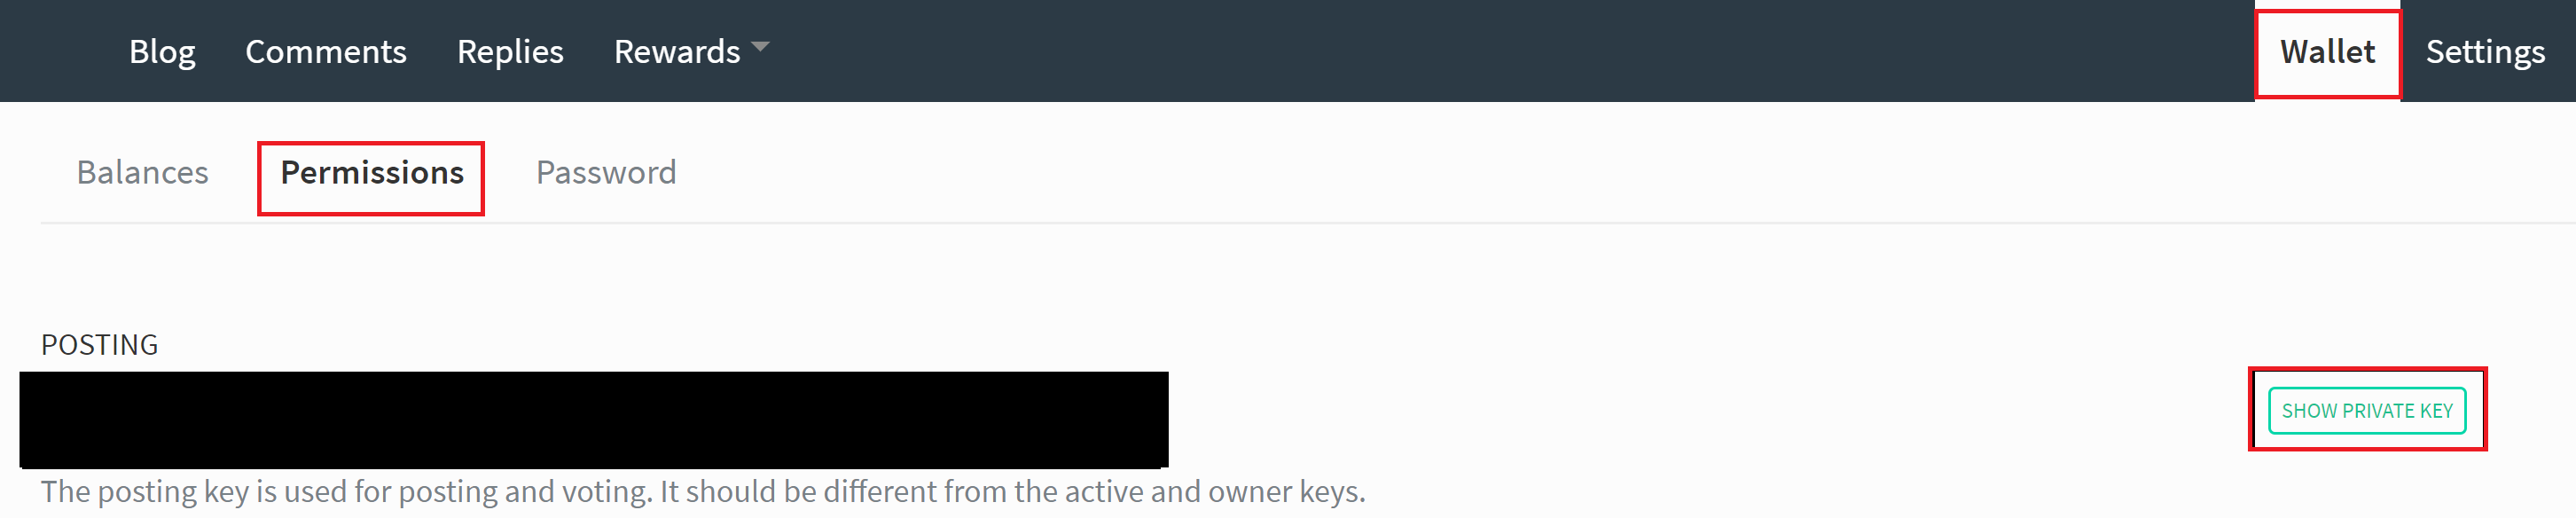 Blog Comments Replies Rewards Wallet Settings
Balances Permissions Password
POSTING
SHOW PRIVATE KEY
The posting key is used for posting and voting. It should be different from the active and owner keys.